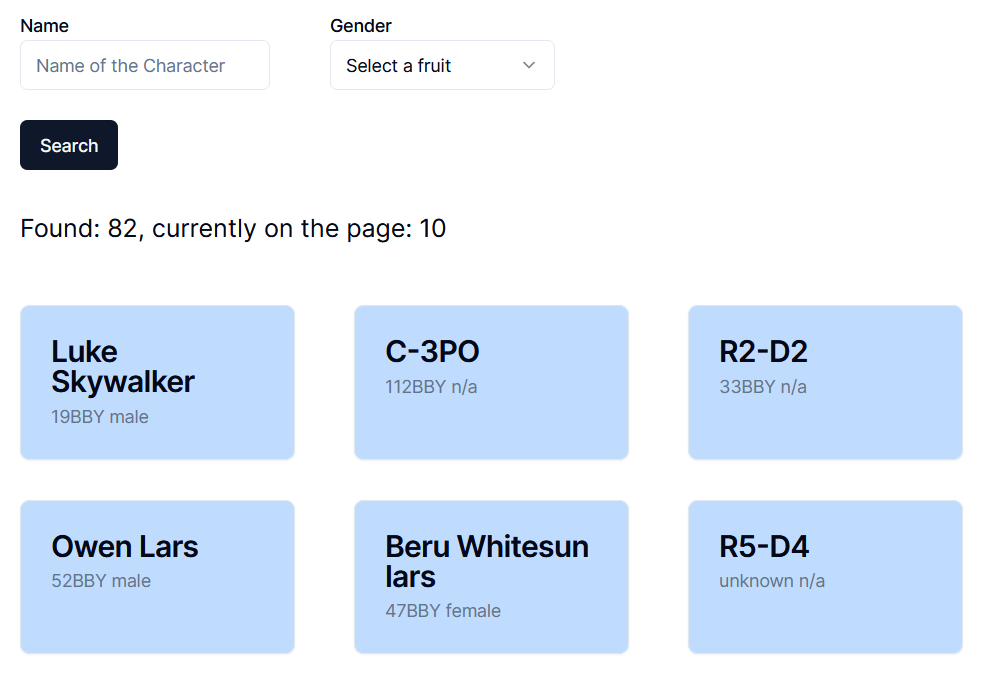 Name
Gender
Name of the Character
Select a fruit
Search
Found: 82, currently on the page: 10
Luke
Skywalker
19BBY male
C-3PO
112BBY n/a
R2-D2
33BBY n/a
Owen Lars
52BBY male
Beru Whitesun
lars
47BBY female
R5-D4
unknown n/a